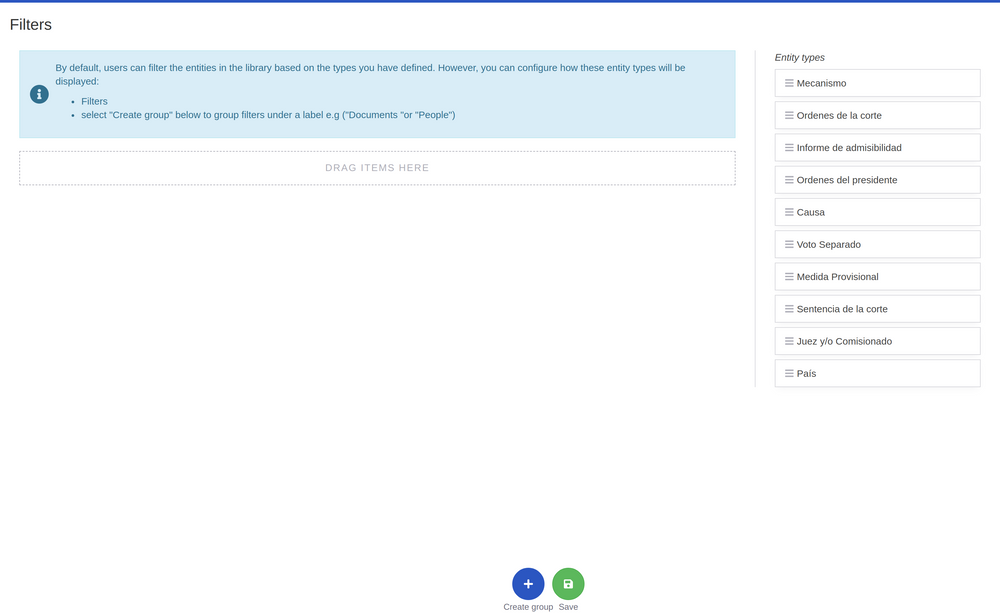 Filters
By default, users can filter the entities in the library based on the types you have defined. However, you can configure how these entity types will be
displayed:
• Filters
• select "Create group" below to group filters under a label e.g ("Documents "or "People")
DRAG ITEMS HERE
Entity types
Mecanismo
Ordenes de la corte
Informe de admisibilidad
Ordenes del presidente
Causa
Voto Separado
Medida Provisional
Sentencia de la corte
Juez y/o Comisionado
País
Create group
Save